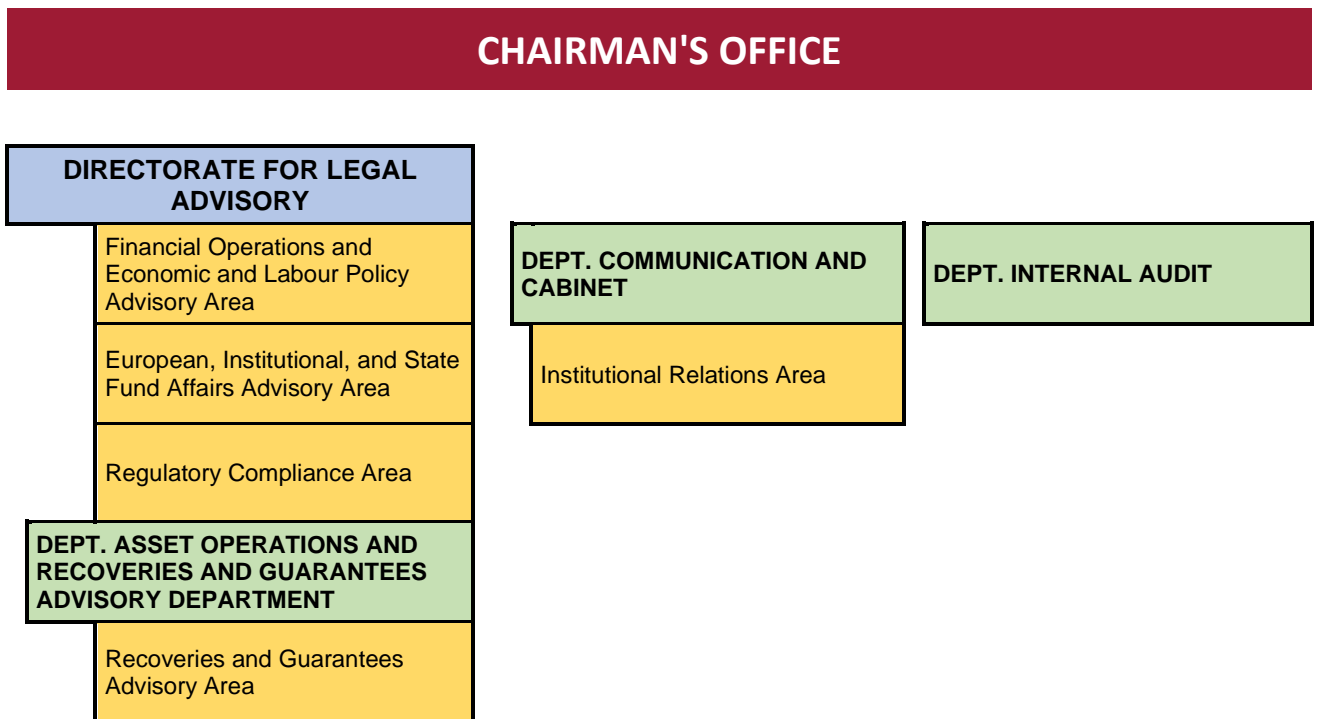 CHAIRMAN'S OFFICE
DIRECTORATE FOR LEGAL
ADVISORY
Financial Operations and
Economic and Labour Policy
Advisory Area
European, Institutional, and State
Fund Affairs Advisory Area
Regulatory Compliance Area
DEPT. ASSET OPERATIONS AND
RECOVERIES AND GUARANTEES
ADVISORY DEPARTMENT
Recoveries and Guarantees
Advisory Area
DEPT. COMMUNICATION AND
CABINET
Institutional Relations Area
DEPT. INTERNAL AUDIT